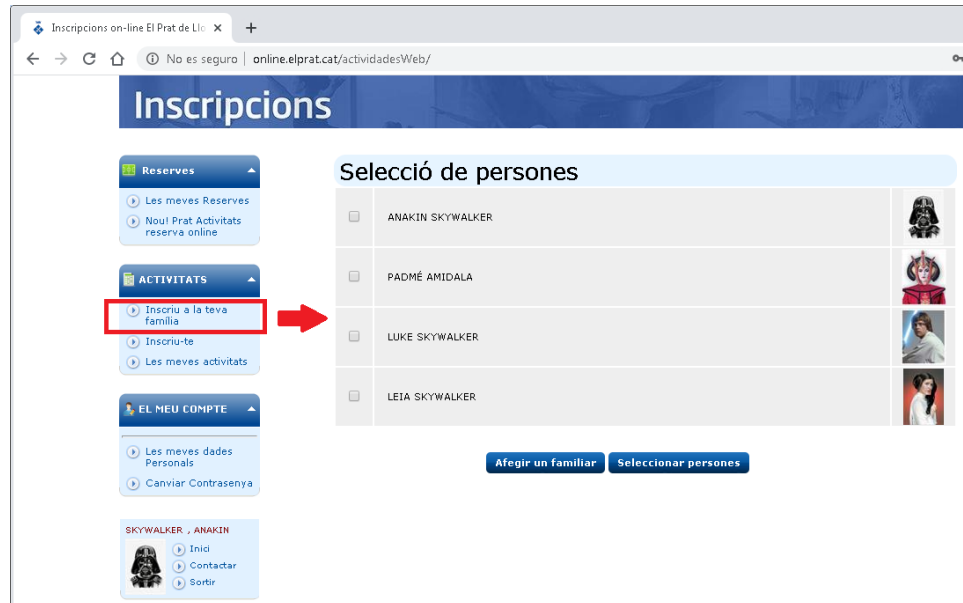 Inscripcions on-line El Prat de Llo
No es seguro | online.elprat.cat/actividadesWeb/
Inscripcions
Reserves
Les meves Reserves
Nou! Prat Activitats
reserva online
ACTIVITATS
Inscriu a la teva
família
Inscriu-te
Les meves activitats
EL MEU COMPTE
Les meves dades
Personals
Canviar Contrasenya
SKYWALKER , ANAKIN
Inici
Contactar
Sortir
Selecció de persones
ANAKIN SKYWALKER
PADMÉ AMIDALA
LUKE SKYWALKER
LEIA SKYWALKER
Afegir un familiar
Seleccionar persones